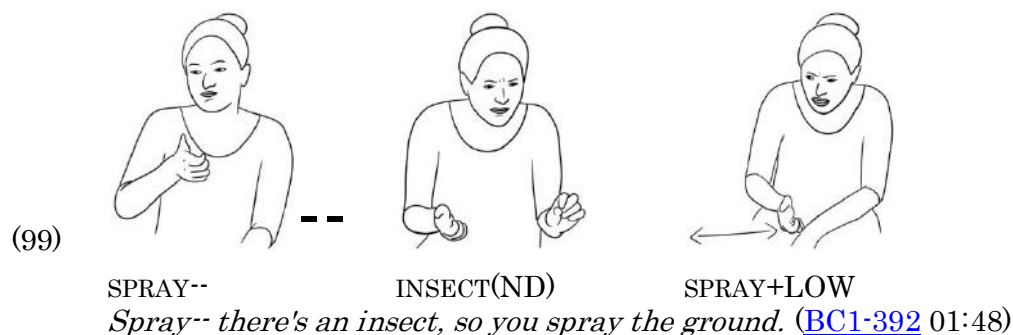 (99)
SPRAY-- INSECT(ND) SPRAY+LOW
Spray-- there's an insect, so you spray the ground. (BC1-392 01:48)